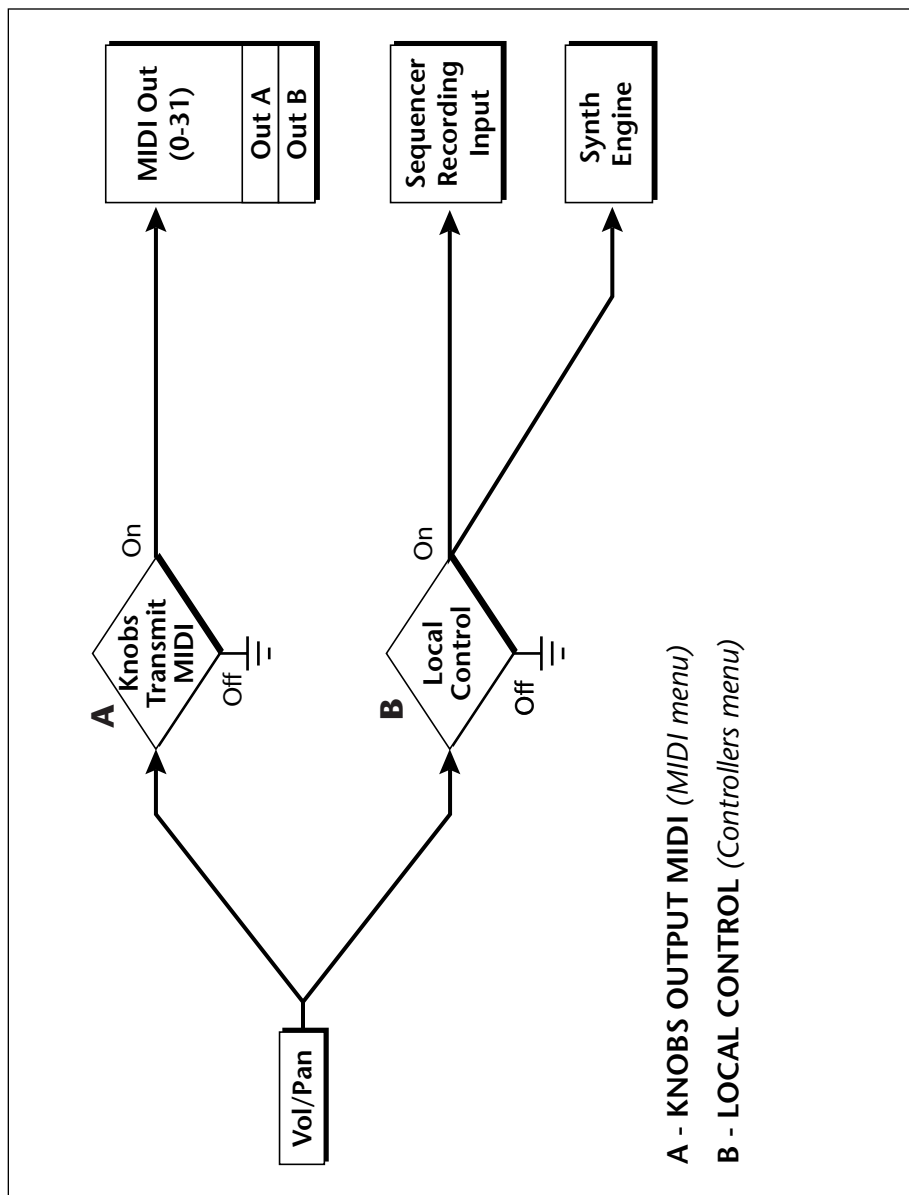 Vol/Pan
A
Knobs
Transmit
MIDI
On
Off
MIDI Out
(0-31)
Out A
Out B
B
Local
Control
On
Off
Sequencer
Recording
Input
Synth
Engine
A - KNOBS OUTPUT MIDI (MIDI menu)
B - LOCAL CONTROL (Controllers menu)